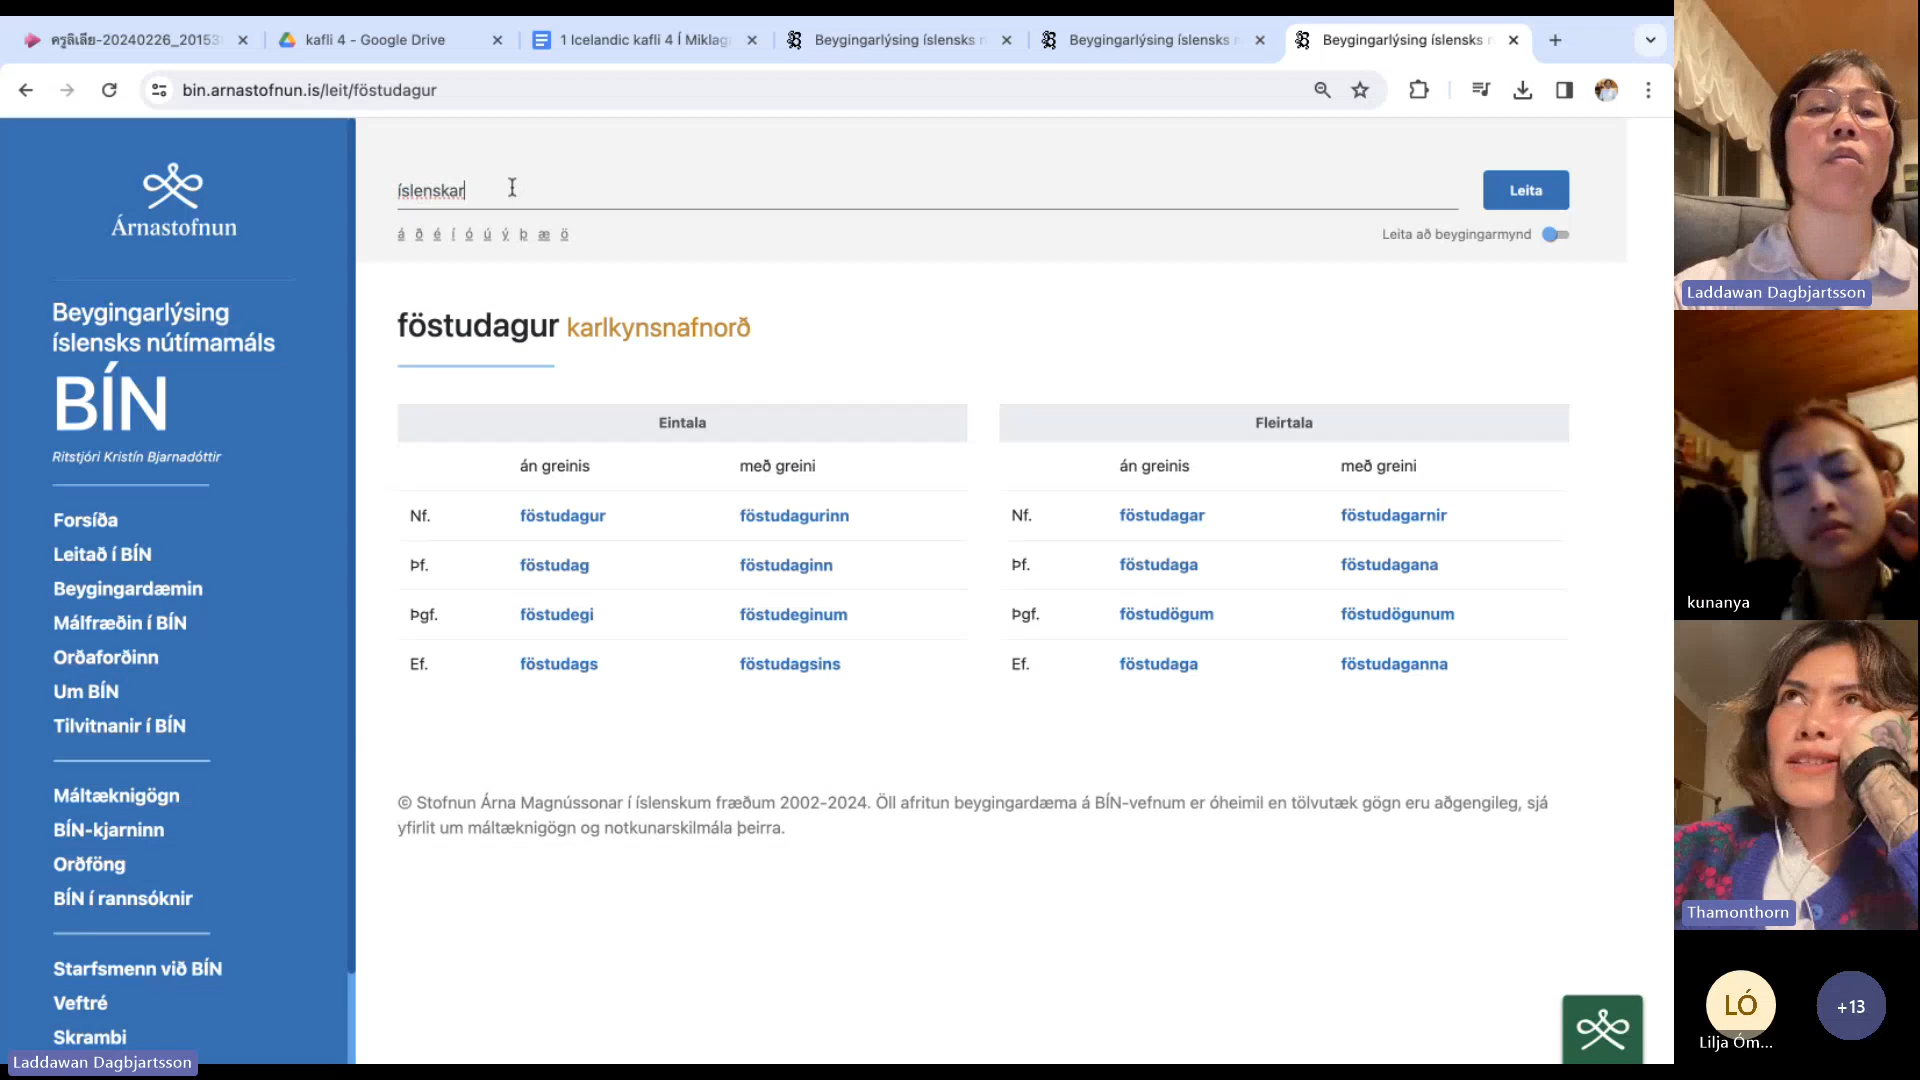 ครูลิเลีย-20240226_20153
kafli 4 - Google Drive
1 Icelandic kafli 4 Í Miklag
Beygingarlýsing íslensks n
Beygingarlýsing íslensks n
Beygingarlýsing íslensks n
bin.arnastofnun.is/leit/föstudagur
Árnastofnun
Beygingarlýsing
íslensks nútímamáls
BÍN
Ritstjóri Kristín Bjarnadóttir
Forsíða
Leitað í BÍN
Beygingardæmin
Málfræðin í BÍN
Orðaforðinn
Um BÍN
Tilvitnanir í BÍN
Máltæknigögn
BÍN-kjarninn
Orðföng
BÍN í rannsóknir
Starfsmenn við BÍN
Veftré
Skrambi
Laddawan Dagbjartsson
íslenskar
Leita
á ð é í ó ú ý þ æ ö
Leita að beygingarmynd
föstudagur karlkynsnafnorð
Eintala
án greinis með greini
Nf. föstudagur föstudagurinn
Þf. föstudag föstudaginn
Þgf. föstudegi föstudeginum
Ef. föstudags föstudagsins
Fleirtala
án greinis með greini
Nf. föstudagar föstudagarnir
Þf. föstudaga föstudagana
Þgf. föstudögum föstudögunum
Ef. föstudaga föstudaganna
© Stofnun Árna Magnússonar í íslenskum fræðum 2002-2024. Öll afritun beygingardæma á BÍN-vefnum er óheimil en tölvutæk gögn eru aðgengileg, sjá
yfirlit um máltæknigögn og notkunarskilmála þeirra.
Laddawan Dagbjartsson
kunanya
Thamonthorn
LÓ
Lilja Óm...
+13